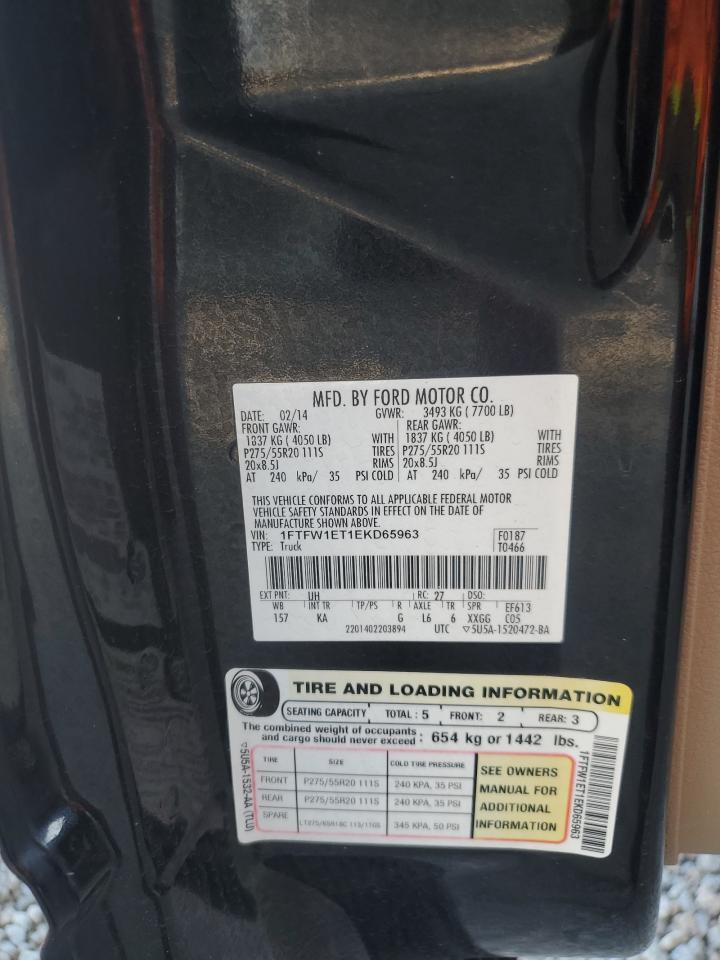 MFD. BY FORD MOTOR CO.
DATE: 02/14 GVWR: 3493 KG ( 7700 LB)
FRONT GAWR: REAR GAWR:
1837 KG ( 4050 LB) WITH 1837 KG ( 4050 LB) WITH
P275/55R20 111S TIRES P275/55R20 111S TIRES
20x8.5J RIMS 20x8.5J RIMS
AT 240 kPa/ 35 PSI COLD AT 240 kPa/ 35 PSI COLD
THIS VEHICLE CONFORMS TO ALL APPLICABLE FEDERAL MOTOR
VEHICLE SAFETY STANDARDS IN EFFECT ON THE DATE OF
MANUFACTURE SHOWN ABOVE.
VIN: 1FTFW1ET1EKD65963 F0187
TYPE: Truck T0466
EXT PNT: UH RC: 27 DSO:
WB INT TR TP/PS R AXLE TR SPR EF613
157 KA G L6 6 XXGG C05
2201402203894 UTC ▽5U5A-1520472-BA
TIRE AND LOADING INFORMATION
SEATING CAPACITY TOTAL: 5 FRONT: 2 REAR: 3
The combined weight of occupants
and cargo should never exceed: 654 kg or 1442 lbs.
TIRE SIZE COLD TIRE PRESSURE
FRONT P275/55R20 111S 240 KPA, 35 PSI
REAR P275/55R20 111S 240 KPA, 35 PSI
SPARE LT275/65R18C 113/110S 345 KPA, 50 PSI
SEE OWNERS
MANUAL FOR
ADDITIONAL
INFORMATION
▽5U5A-1532-AA (TLU)
1FTFW1ET1EKD65963